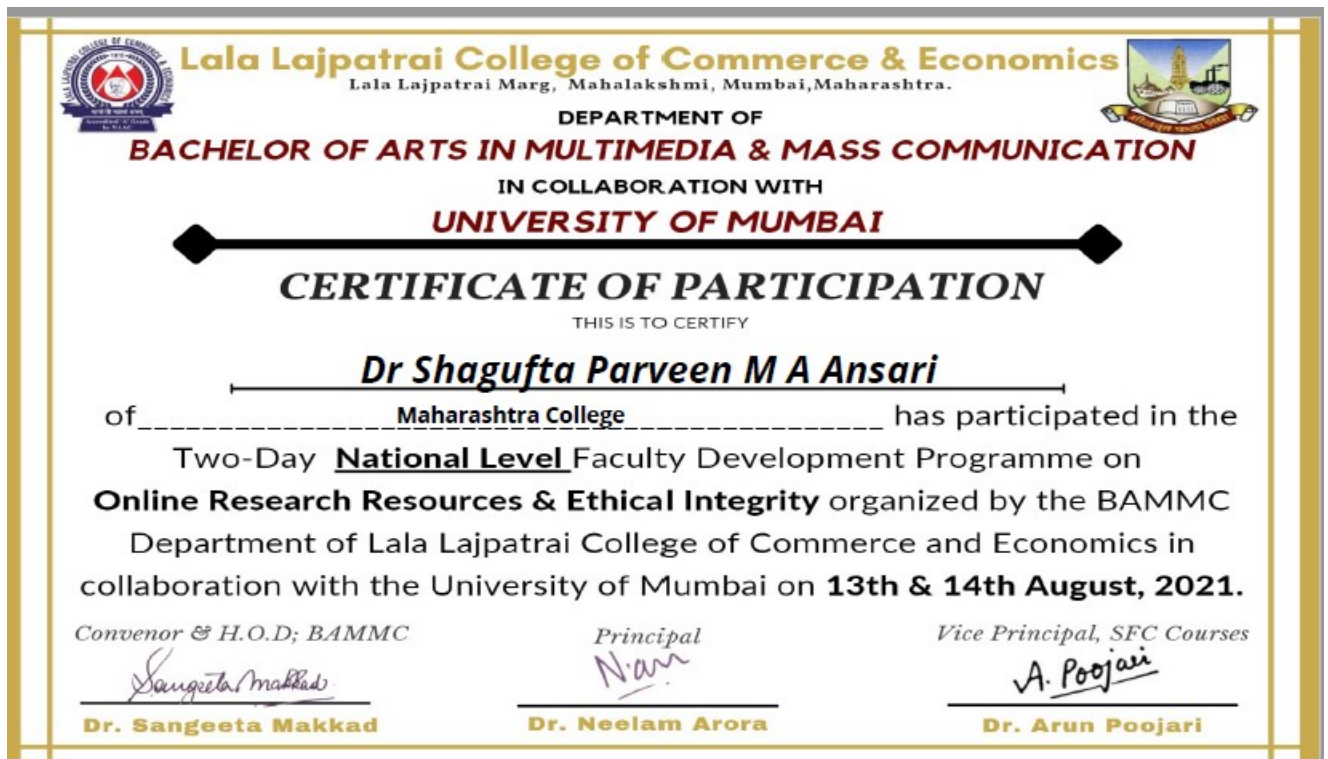 Lala Lajpatrai College of Commerce & Economics
Lala Lajpatrai Marg, Mahalakshmi, Mumbai,Maharashtra.
DEPARTMENT OF
BACHELOR OF ARTS IN MULTIMEDIA & MASS COMMUNICATION
IN COLLABORATION WITH
UNIVERSITY OF MUMBAI
CERTIFICATE OF PARTICIPATION
THIS IS TO CERTIFY
Dr Shagufta Parveen M A Ansari
of Maharashtra College has participated in the
Two-Day National Level Faculty Development Programme on
Online Research Resources & Ethical Integrity organized by the BAMMC
Department of Lala Lajpatrai College of Commerce and Economics in
collaboration with the University of Mumbai on 13th & 14th August, 2021.
Convenor & H.O.D; BAMMC
Sangeeta Makkad
Dr. Sangeeta Makkad
Principal
Dr. Neelam Arora
Vice Principal, SFC Courses
A. Poojari
Dr. Arun Poojari